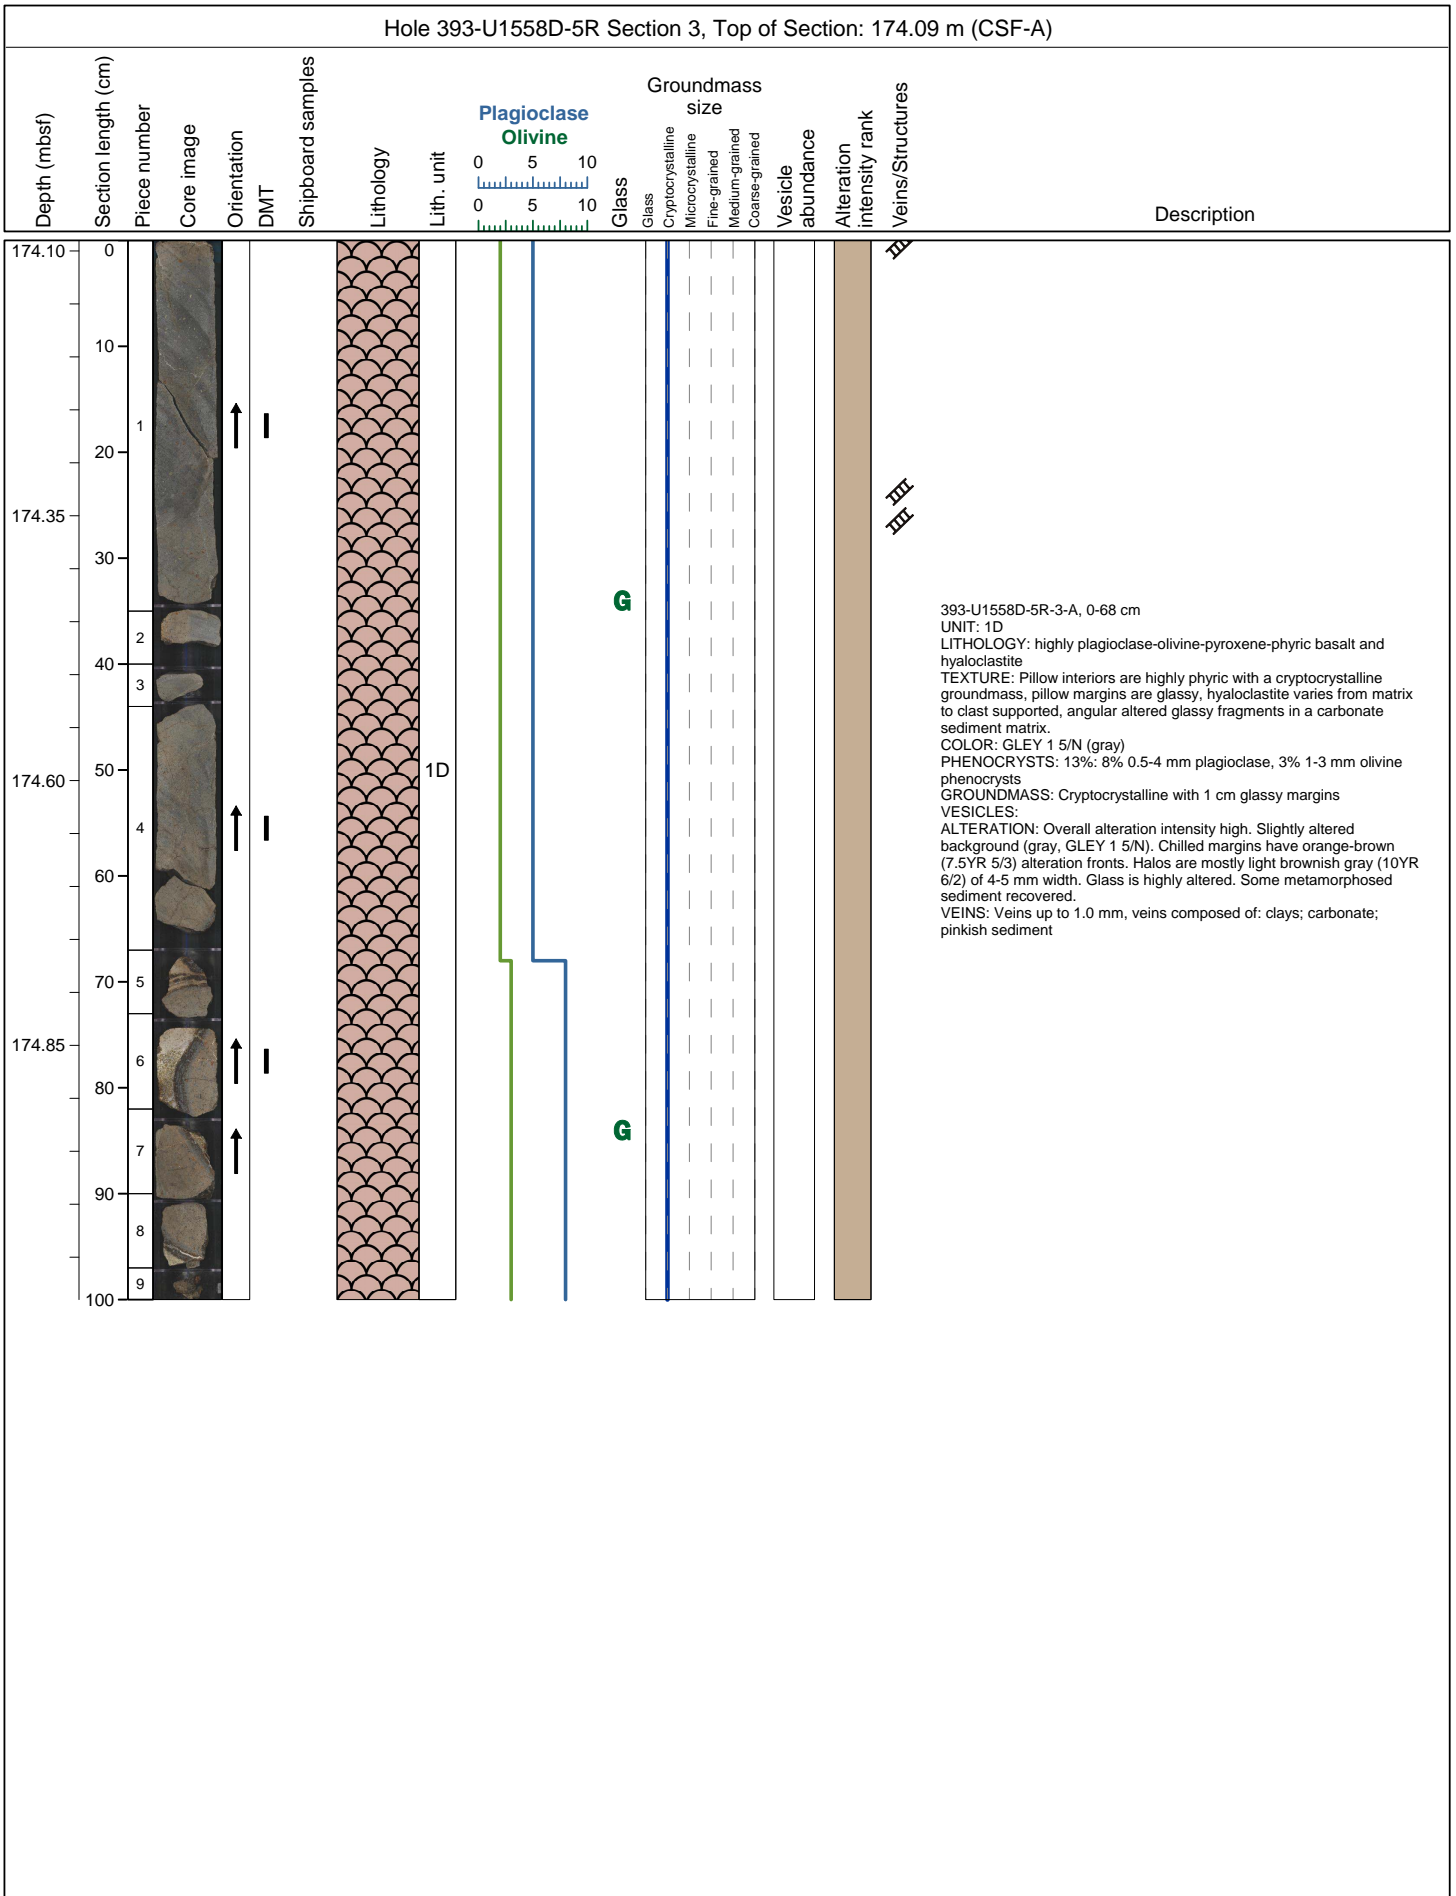 Hole 393-U1558D-5R Section 3, Top of Section: 174.09 m (CSF-A)
Depth (mbsf)
Section length (cm)
Piece number
Core image
Orientation
DMT
Shipboard samples
Lithology
Lith. unit
Plagioclase
Olivine
0 5 10
0 5 10
Glass
Groundmass
size
Glass
Cryptocrystalline
Microcrystalline
Fine-grained
Medium-grained
Coarse-grained
Vesicle
abundance
Alteration
intensity rank
Veins/Structures
Description
174.10
174.35
174.60
174.85
0
10
20
30
40
50
60
70
80
90
100
1
2
3
4
5
6
7
8
9
1D
G
G
393-U1558D-5R-3-A, 0-68 cm
UNIT: 1D
LITHOLOGY: highly plagioclase-olivine-pyroxene-phyric basalt and
hyaloclastite
TEXTURE: Pillow interiors are highly phyric with a cryptocrystalline
groundmass, pillow margins are glassy, hyaloclastite varies from matrix
to clast supported, angular altered glassy fragments in a carbonate
sediment matrix.
COLOR: GLEY 1 5/N (gray)
PHENOCRYSTS: 13%: 8% 0.5-4 mm plagioclase, 3% 1-3 mm olivine
phenocrysts
GROUNDMASS: Cryptocrystalline with 1 cm glassy margins
VESICLES:
ALTERATION: Overall alteration intensity high. Slightly altered
background (gray, GLEY 1 5/N). Chilled margins have orange-brown
(7.5YR 5/3) alteration fronts. Halos are mostly light brownish gray (10YR
6/2) of 4-5 mm width. Glass is highly altered. Some metamorphosed
sediment recovered.
VEINS: Veins up to 1.0 mm, veins composed of: clays; carbonate;
pinkish sediment